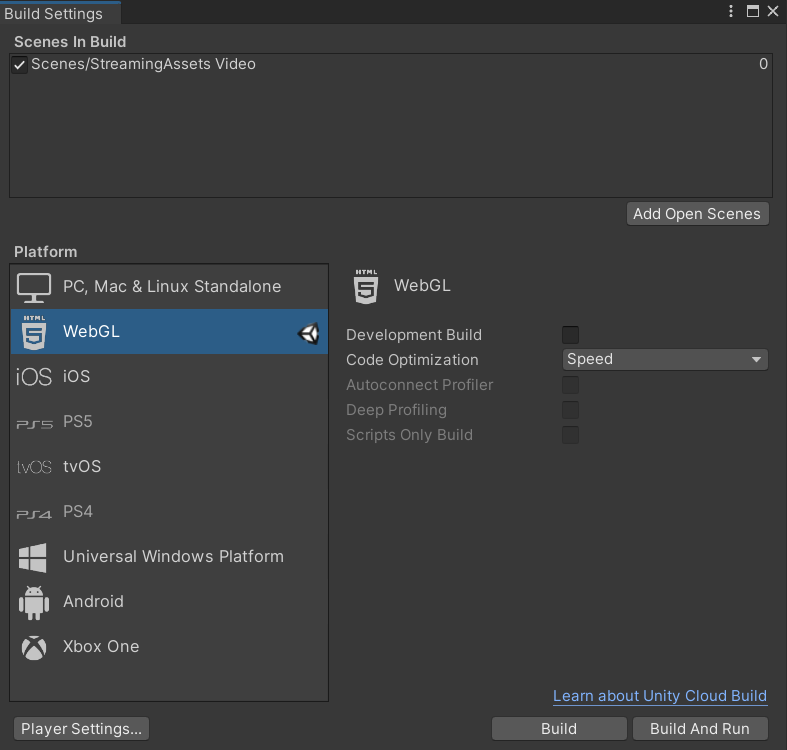 Build Settings
Scenes In Build
Scenes/StreamingAssets Video 0
Add Open Scenes
Platform
PC, Mac & Linux Standalone
HTML 5 WebGL
iOS iOS
PS5 PS5
tvOS tvOS
PS4 PS4
Universal Windows Platform
Android
Xbox One
HTML 5 WebGL
Development Build
Code Optimization Speed
Autoconnect Profiler
Deep Profiling
Scripts Only Build
Learn about Unity Cloud Build
Player Settings... Build Build And Run